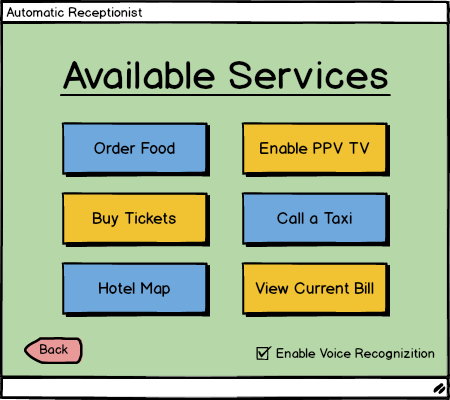 Automatic Receptionist
Available Services
Order Food
Enable PPV TV
Buy Tickets
Call a Taxi
Hotel Map
View Current Bill
Back
Enable Voice Recognizition